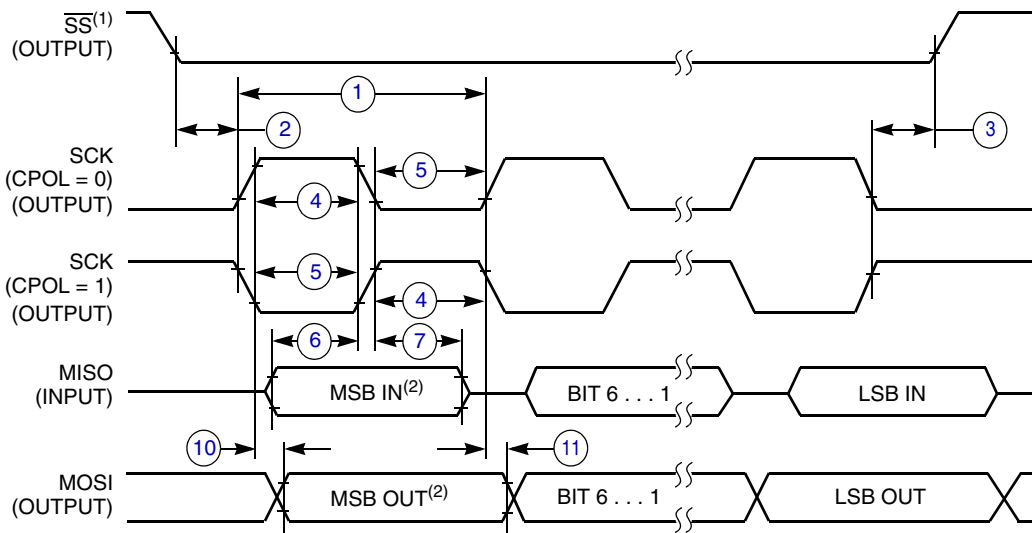 SS(1)
(OUTPUT)
1
2
3
SCK
(CPOL = 0)
(OUTPUT)
5
4
SCK
(CPOL = 1)
(OUTPUT)
5
4
6
7
MISO
(INPUT)
MSB IN(2)
BIT 6 . . . 1
LSB IN
10
11
MOSI
(OUTPUT)
MSB OUT(2)
BIT 6 . . . 1
LSB OUT